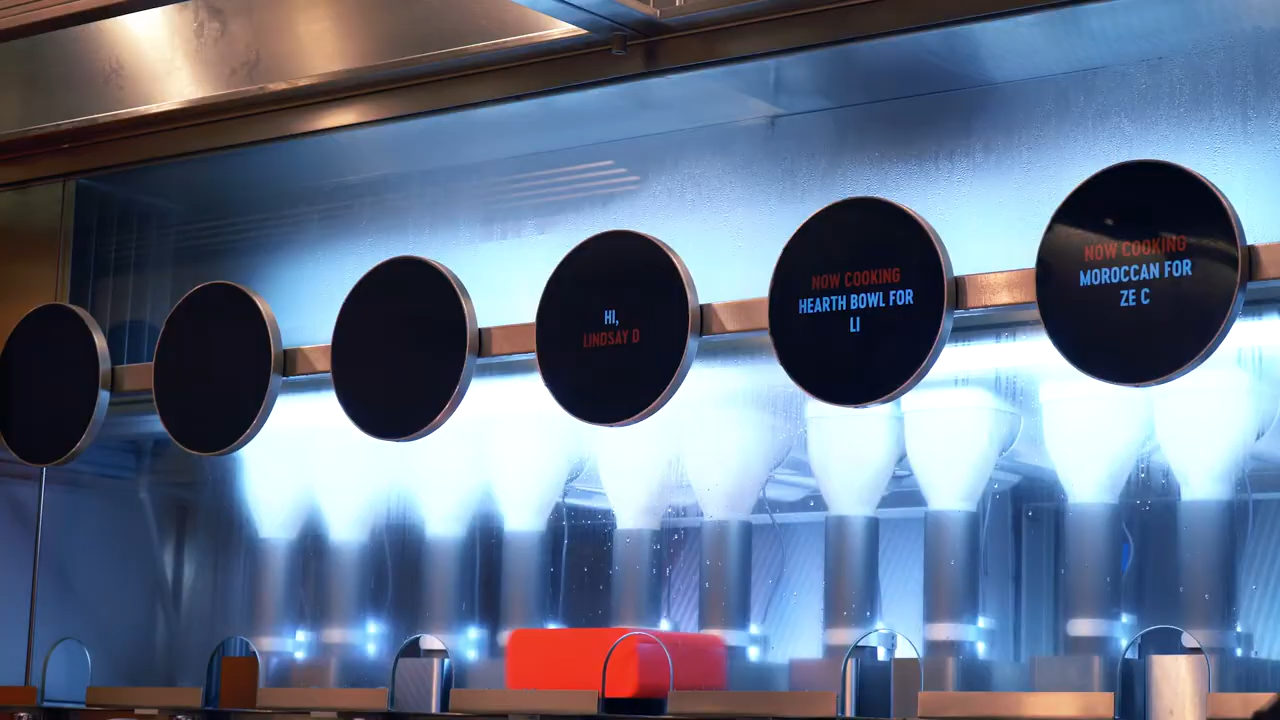 HI,
LINDSAY D
NOW COOKING
HEARTH BOWL FOR
LI
NOW COOKING
MOROCCAN FOR
ZE C